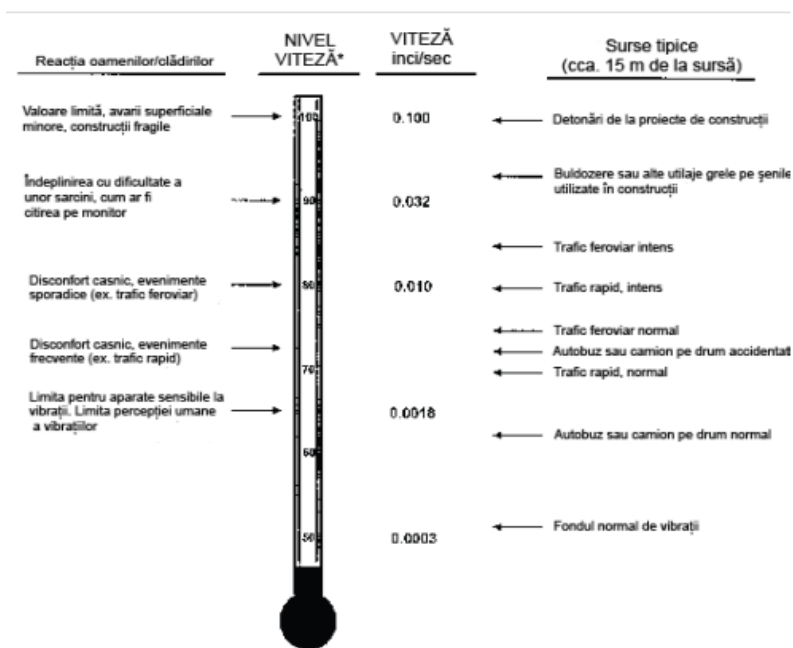 Reacția oamenilor/clădirilor
NIVEL
VITEZĂ*
VITEZĂ
inci/sec
Surse tipice
(cca. 15 m de la sursă)
Valoare limită, avarii superficiale
minore, construcții fragile
100
0.100
Detonări de la proiecte de construcții
Îndeplinirea cu dificultate a
unor sarcini, cum ar fi
citirea pe monitor
90
0.032
Buldozere sau alte utilaje grele pe șenile
utilizate în construcții
Trafic feroviar intens
Disconfort casnic, evenimente
sporadice (ex. trafic feroviar)
80
0.010
Trafic rapid, intens
Trafic feroviar normal
Disconfort casnic, evenimente
frecvente (ex. trafic rapid)
Autobuz sau camion pe drum accidentat
70
Trafic rapid, normal
Limita pentru aparate sensibile la
vibrații. Limita percepției umane
a vibrațiilor
0.0018
Autobuz sau camion pe drum normal
60
Fondul normal de vibrații
50
0.0003